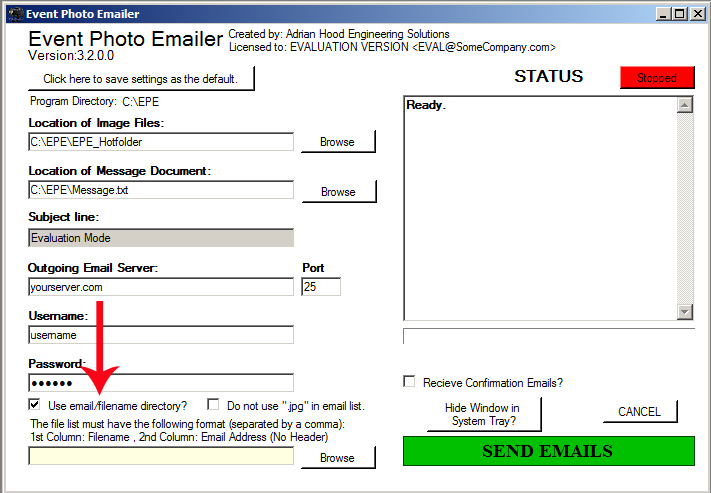 Event Photo Emailer
Event Photo Emailer
Created by: Adrian Hood Engineering Solutions
Licensed to: EVALUATION VERSION <EVAL@SomeCompany.com>
Version:3.2.0.0
Click here to save settings as the default.
STATUS
Stopped
Program Directory: C:\EPE
Ready.
Location of Image Files:
C:\EPE\EPE_Hotfolder
Browse
Location of Message Document:
C:\EPE\Message.txt
Browse
Subject line:
Evaluation Mode
Outgoing Email Server:
Port
yourserver.com
25
Username:
username
Password:
●●●●●●
Recieve Confirmation Emails?
Use email/filename directory?
Do not use ".jpg" in email list.
Hide Window in
System Tray?
CANCEL
The file list must have the following format (separated by a comma):
1st Column: Filename , 2nd Column: Email Address (No Header)
Browse
SEND EMAILS